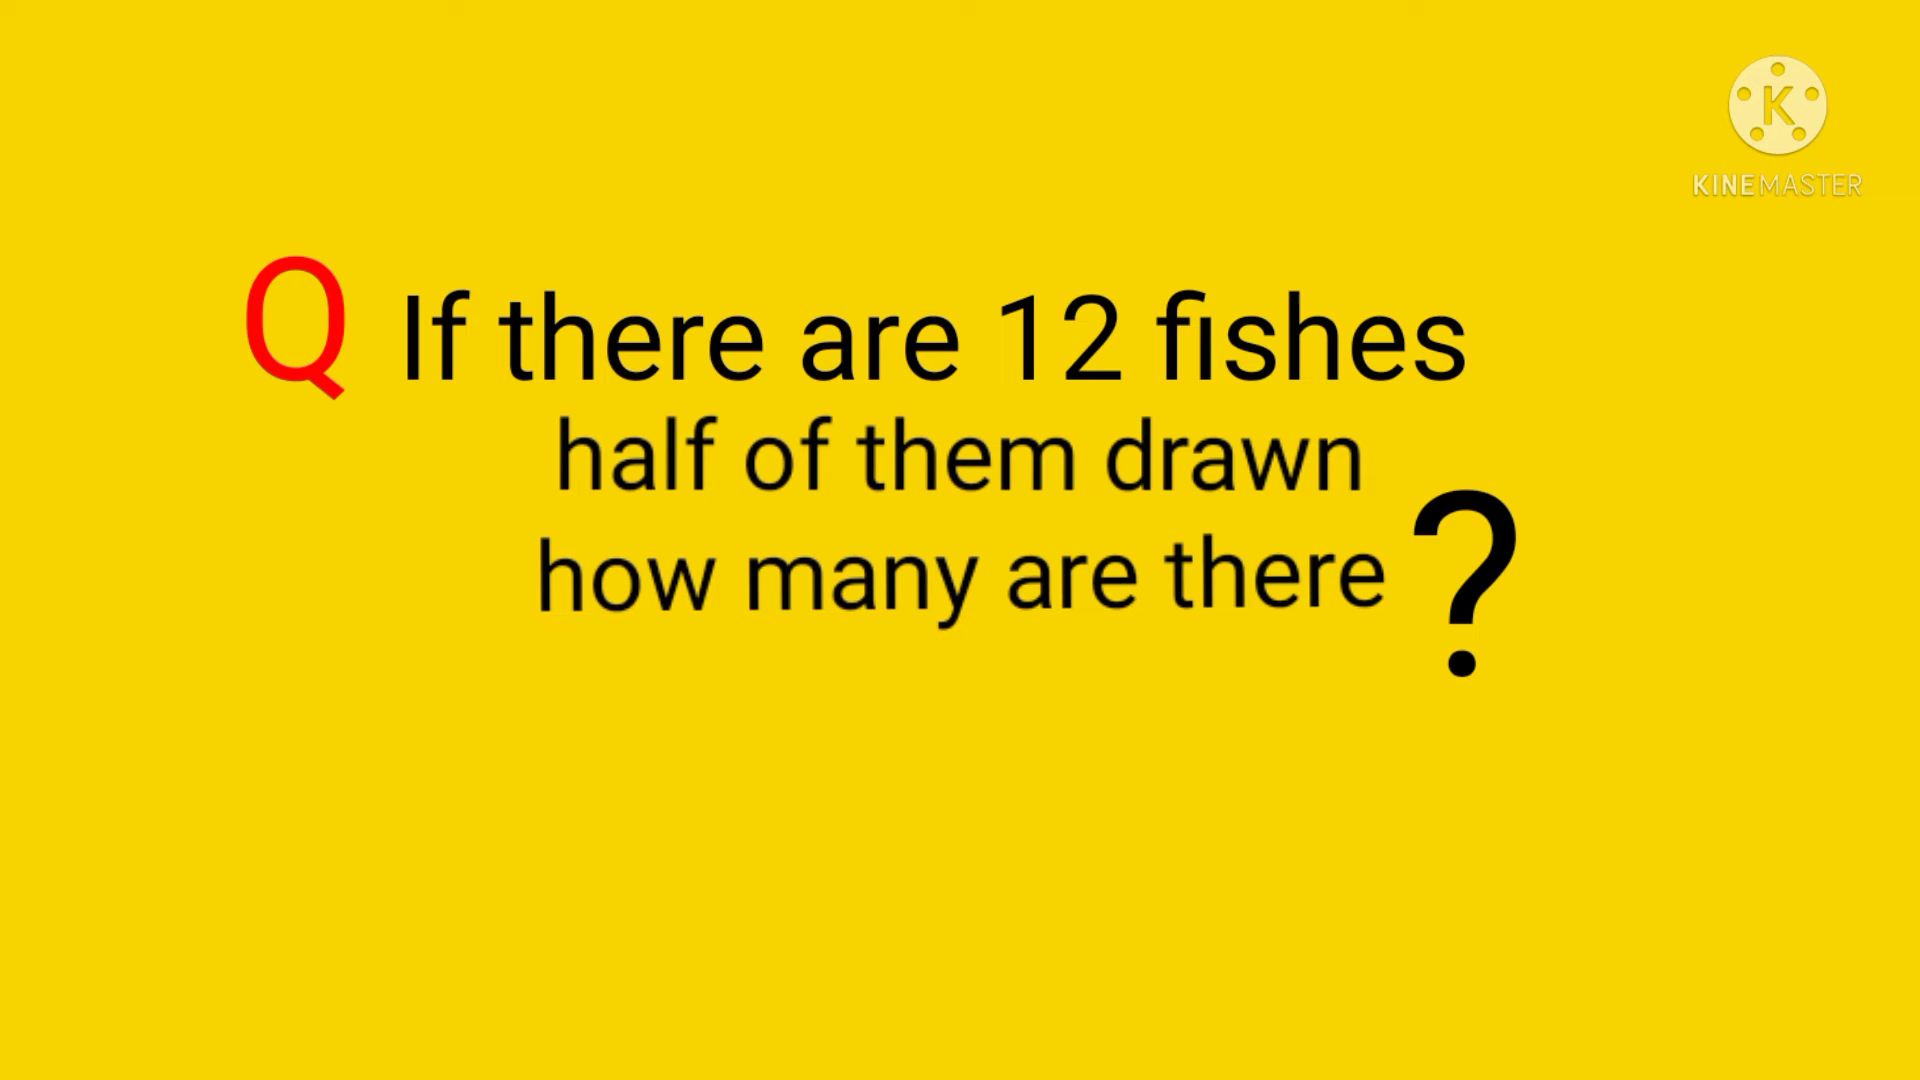 KINEMASTER
Q If there are 12 fishes
half of them drawn
how many are there ?